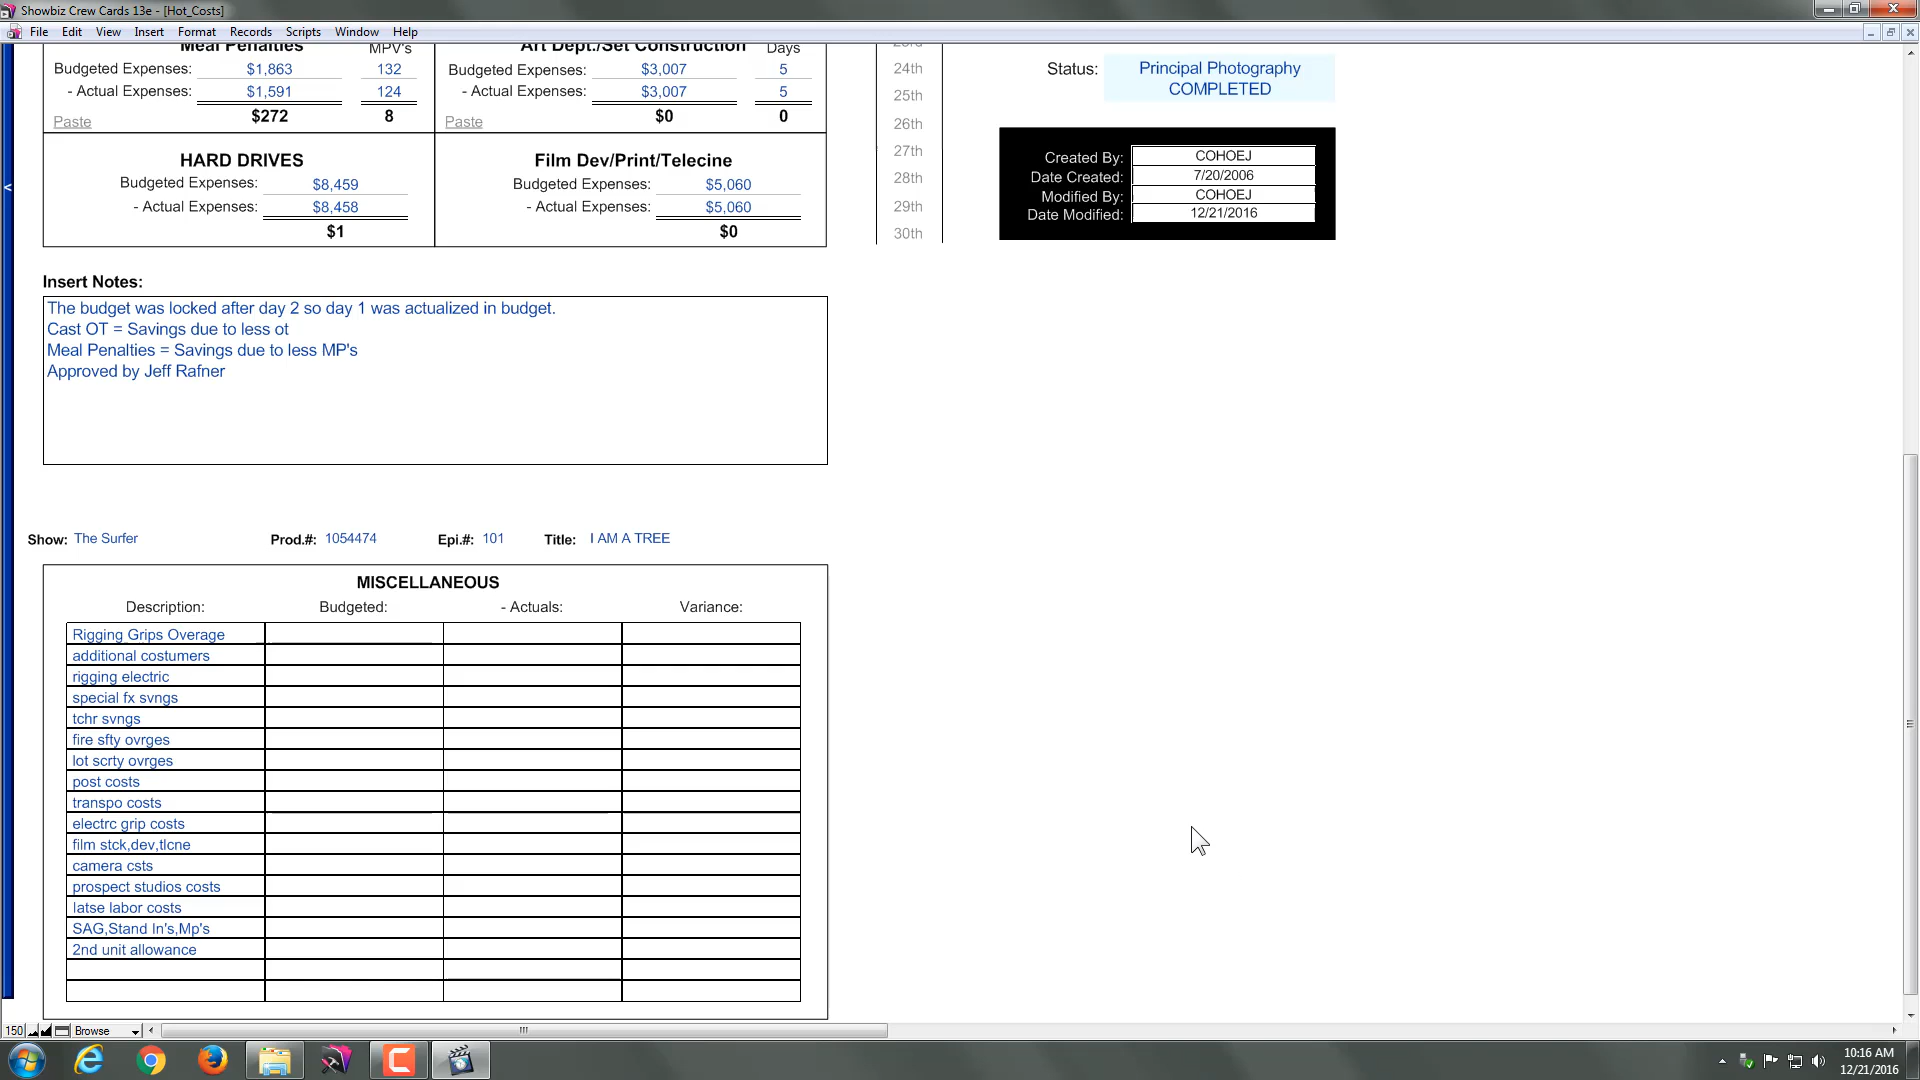 Showbiz Crew Cards 13e - [Hot_Costs]
File Edit View Insert Format Records Scripts Window Help
Meal Penalties MPV's
Budgeted Expenses: $1,863 132
- Actual Expenses: $1,591 124
$272 8
Paste
Art Dept./Set Construction Days
Budgeted Expenses: $3,007 5
- Actual Expenses: $3,007 5
$0 0
Paste
HARD DRIVES
Budgeted Expenses: $8,459
- Actual Expenses: $8,458
$1
Film Dev/Print/Telecine
Budgeted Expenses: $5,060
- Actual Expenses: $5,060
$0
23rd
24th
25th
26th
27th
28th
29th
30th
Status: Principal Photography
COMPLETED
Created By: COHOEJ
Date Created: 7/20/2006
Modified By: COHOEJ
Date Modified: 12/21/2016
<
Insert Notes:
The budget was locked after day 2 so day 1 was actualized in budget.
Cast OT = Savings due to less ot
Meal Penalties = Savings due to less MP's
Approved by Jeff Rafner
Show: The Surfer Prod.#: 1054474 Epi.#: 101 Title: I AM A TREE
MISCELLANEOUS
Description: Budgeted: - Actuals: Variance:
Rigging Grips Overage
additional costumers
rigging electric
special fx svngs
tchr svngs
fire sfty ovrges
lot scrty ovrges
post costs
transpo costs
electrc grip costs
film stck,dev,tlcne
camera csts
prospect studios costs
Iatse labor costs
SAG,Stand In's,Mp's
2nd unit allowance
150 Browse
10:16 AM
12/21/2016